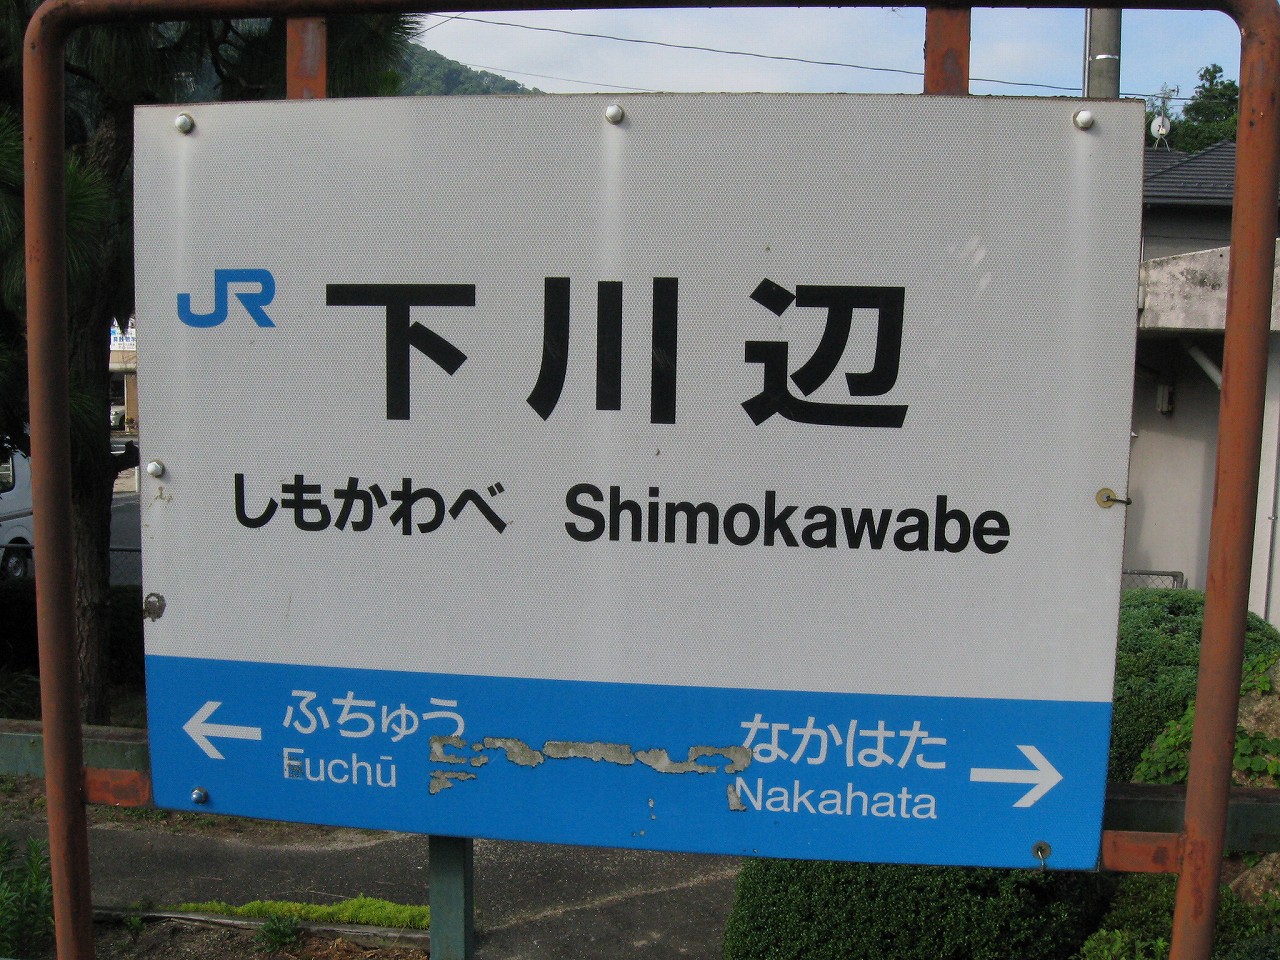 JR 下川辺
しもかわべ Shimokawabe
ふちゅう
Fuchū
なかはた
Nakahata